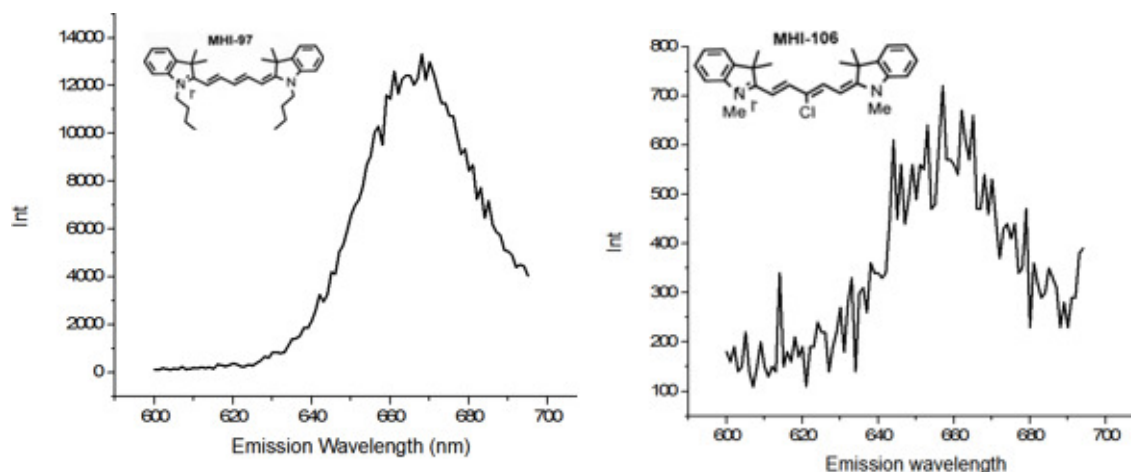 MHI-97
N
I-
N
14000
12000
10000
8000
6000
4000
2000
0
Int
600 620 640 660 680 700
Emission Wavelength (nm)
MHI-106
N
Me
I-
Cl
N
Me
800
700
600
500
400
300
200
100
Int
600 620 640 660 680 700
Emission wavelength